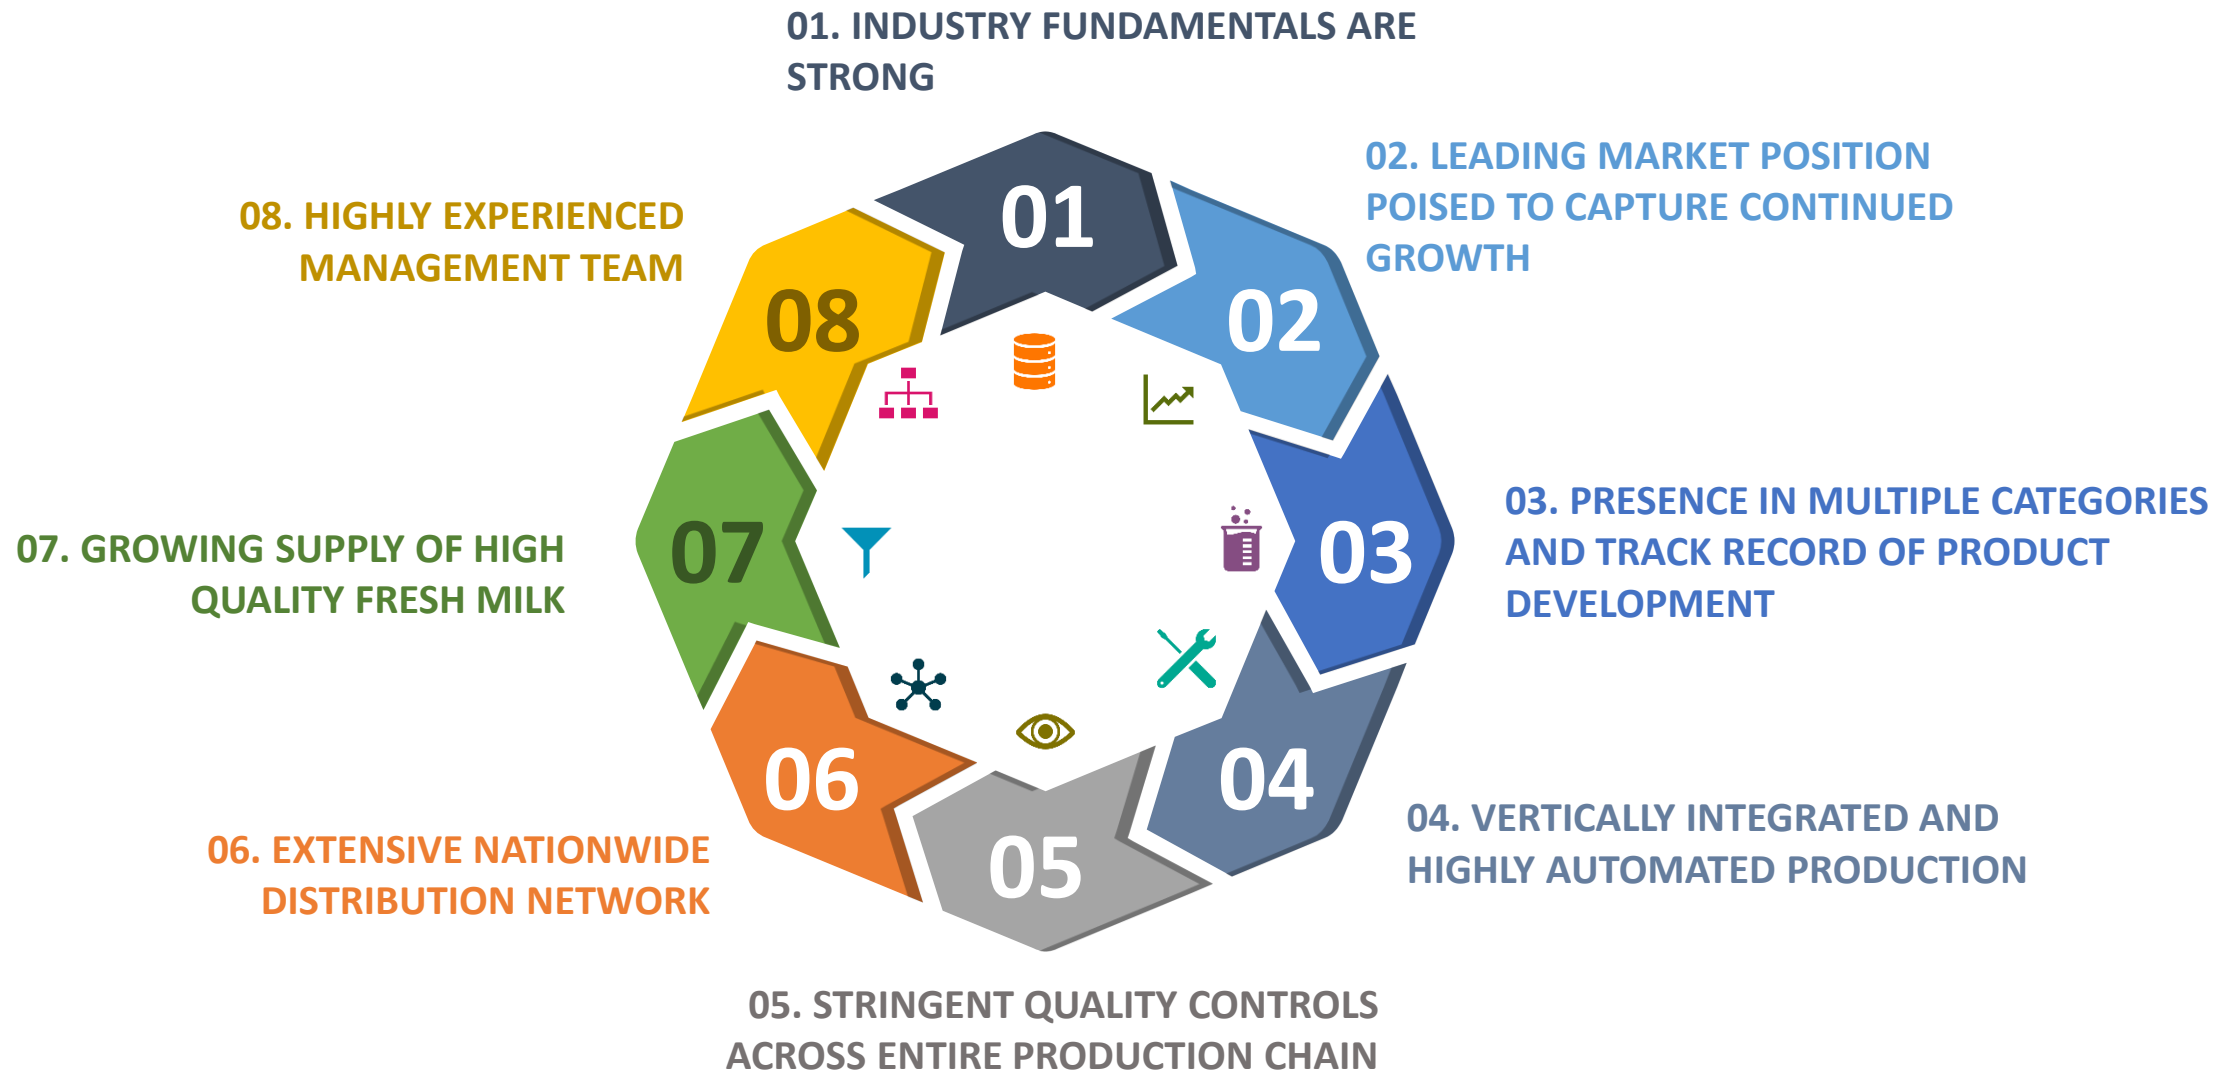 01. INDUSTRY FUNDAMENTALS ARE
STRONG
02. LEADING MARKET POSITION
POISED TO CAPTURE CONTINUED
GROWTH
03. PRESENCE IN MULTIPLE CATEGORIES
AND TRACK RECORD OF PRODUCT
DEVELOPMENT
04. VERTICALLY INTEGRATED AND
HIGHLY AUTOMATED PRODUCTION
05. STRINGENT QUALITY CONTROLS
ACROSS ENTIRE PRODUCTION CHAIN
06. EXTENSIVE NATIONWIDE
DISTRIBUTION NETWORK
07. GROWING SUPPLY OF HIGH
QUALITY FRESH MILK
08. HIGHLY EXPERIENCED
MANAGEMENT TEAM
01
02
03
04
05
06
07
08